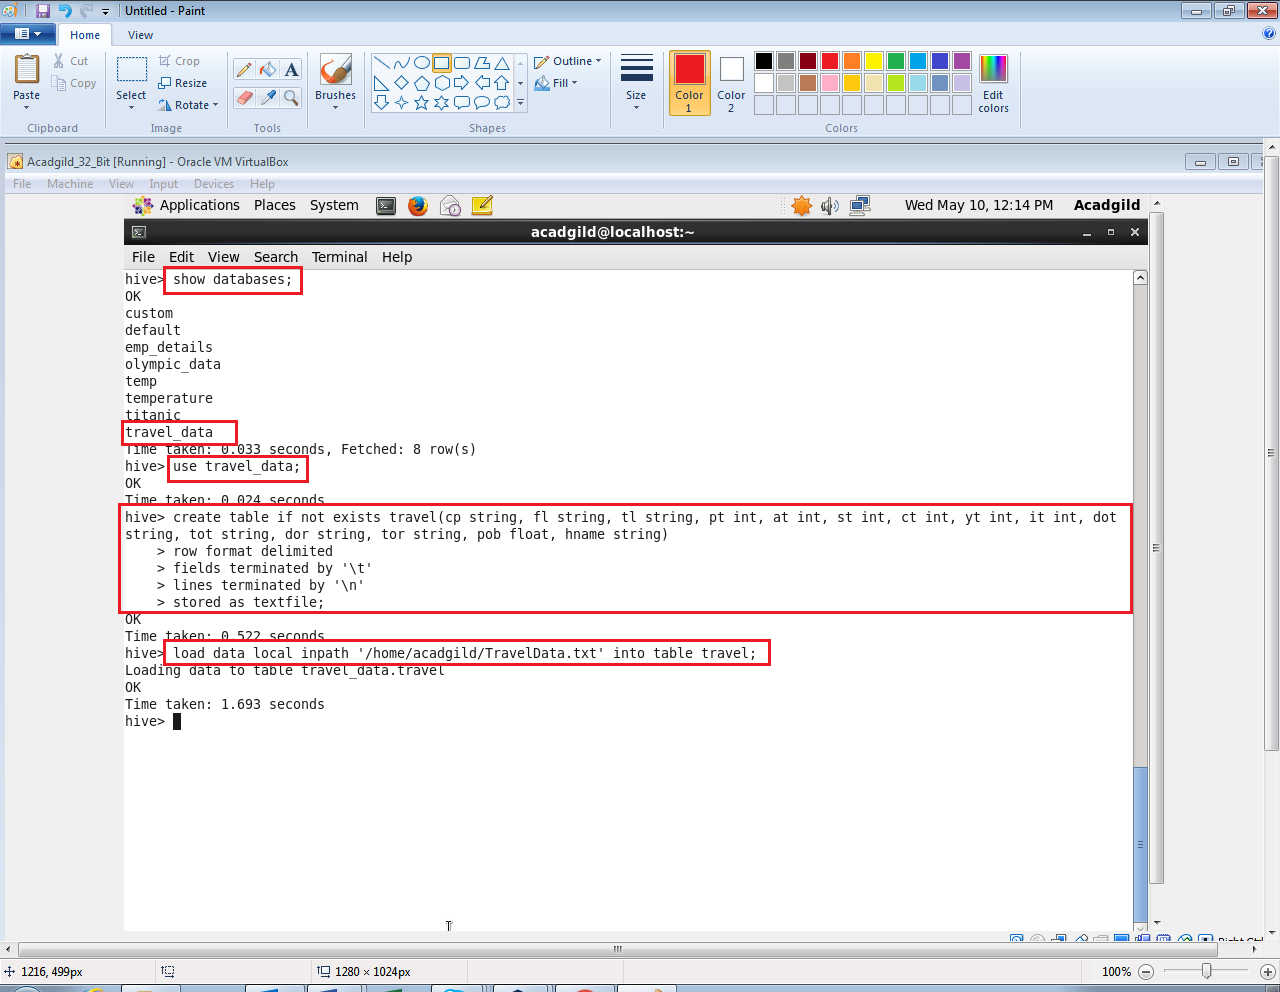 Untitled - Paint
Home View
Paste
Cut
Copy
Clipboard
Select
Crop
Resize
Rotate
Image
A
Tools
Brushes
Outline
Fill
Shapes
Size
Color 1
Color 2
Edit colors
Colors
Acadgild_32_Bit [Running] - Oracle VM VirtualBox
File Machine View Input Devices Help
Applications Places System Wed May 10, 12:14 PM Acadgild
acadgild@localhost:~
File Edit View Search Terminal Help
hive> show databases;
OK
custom
default
emp_details
olympic_data
temp
temperature
titanic
travel_data
Time taken: 0.033 seconds, Fetched: 8 row(s)
hive> use travel_data;
OK
Time taken: 0.024 seconds
hive> create table if not exists travel(cp string, fl string, tl string, pt int, at int, st int, ct int, yt int, it int, dot
string, tot string, dor string, tor string, pob float, hname string)
> row format delimited
> fields terminated by '\t'
> lines terminated by '\n'
> stored as textfile;
OK
Time taken: 0.522 seconds
hive> load data local inpath '/home/acadgild/TravelData.txt' into table travel;
Loading data to table travel_data.travel
OK
Time taken: 1.693 seconds
hive>
Right Ctrl
1216, 499px 1280 × 1024px 100%